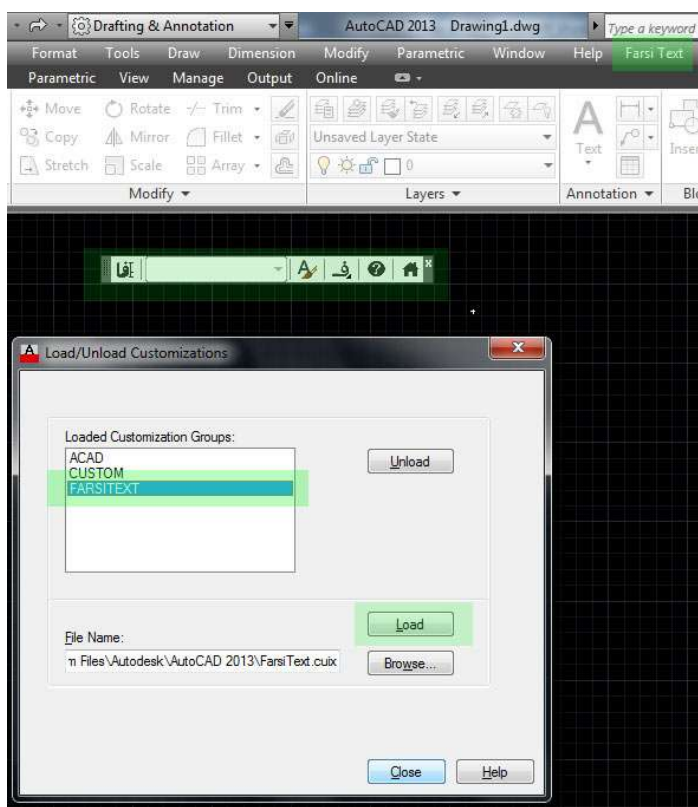 Drafting & Annotation AutoCAD 2013 Drawing1.dwg Type a keyword
Format Tools Draw Dimension Modify Parametric Window Help Farsi Text
Parametric View Manage Output Online
Move Rotate Trim
Copy Mirror Fillet Unsaved Layer State
Stretch Scale Array 0 Text
Modify Layers Annotation
A Load/Unload Customizations
Loaded Customization Groups:
ACAD
CUSTOM
FARSITEXT
Unload
Load
File Name:
n Files\Autodesk\AutoCAD 2013\FarsiText.cuix Browse...
Close Help